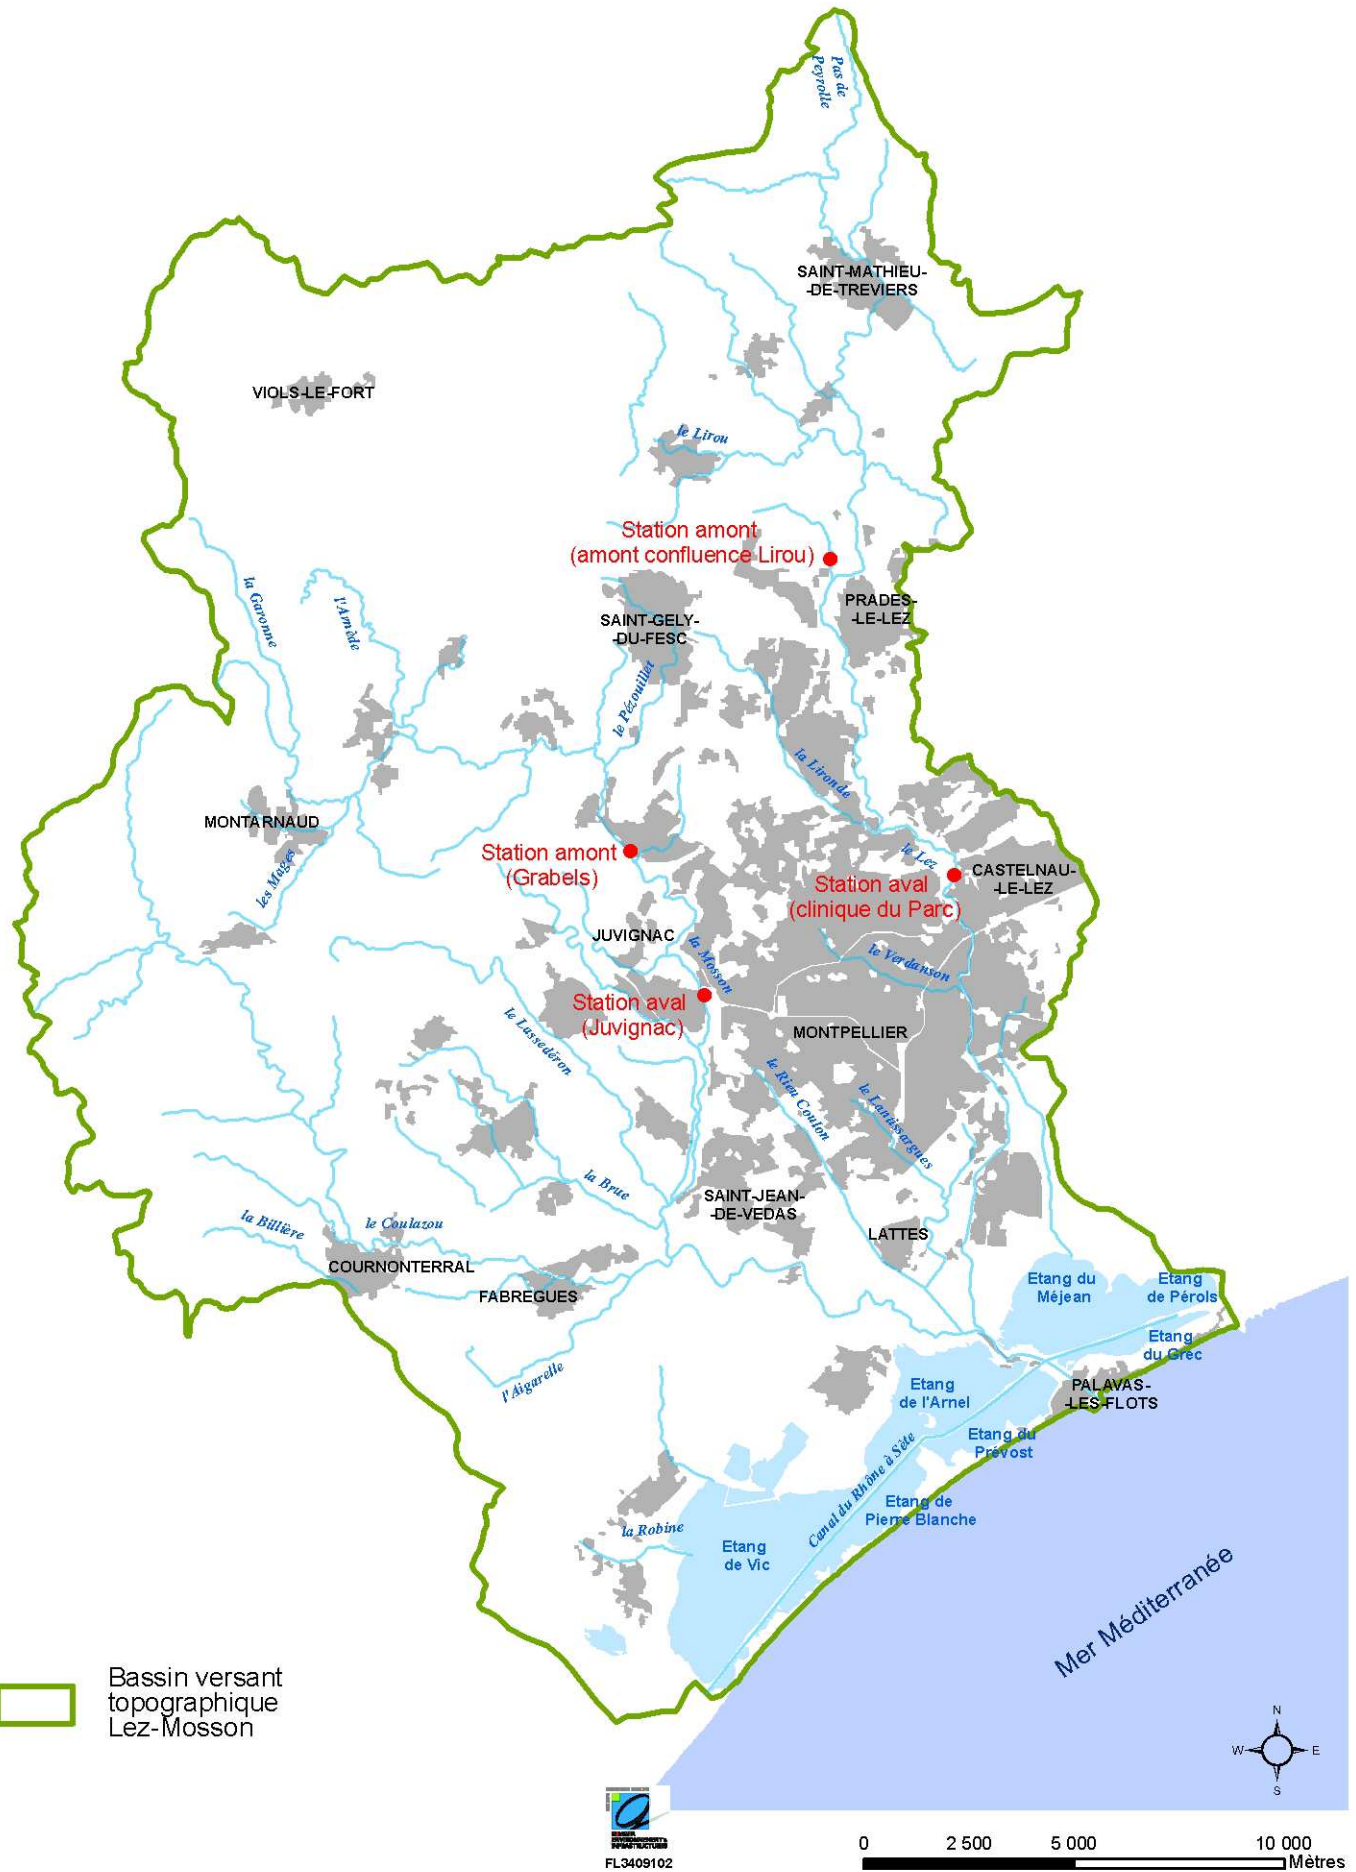 Pas de
Peyrolle
SAINT-MATHIEU-
-DE-TREVIERS
VIOLS-LE-FORT
le Lirou
Station amont
(amont confluence Lirou)
la Garonne
l'Arnède
PRADES-
-LE-LEZ
SAINT-GELY-
-DU-FESC
le Pézouillet
la Lironde
MONTARNAUD
les Mages
Station amont
(Grabels)
le Lez
CASTELNAU-
-LE-LEZ
Station aval
(clinique du Parc)
JUVIGNAC
la Mosson
le Verdanson
Station aval
(Juvignac)
MONTPELLIER
le Lassedéron
le Rieu Coulon
le Lantissargues
la Brue
SAINT-JEAN-
-DE-VEDAS
la Billière
le Coulazou
LATTES
COURNONTERRAL
FABREGUES
Etang du
Méjean
Etang
de Pérols
Etang
du Grec
l'Aigarelle
Etang
de l'Arnel
PALAVAS-
-LES-FLOTS
Etang du
Prévost
Canal du Rhône à Sète
Etang de
Pierre Blanche
la Robine
Etang
de Vic
Mer Méditerranée
Bassin versant
topographique
Lez-Mosson
N
W E
S
FL3409102
0 2 500 5 000 10 000
Mètres